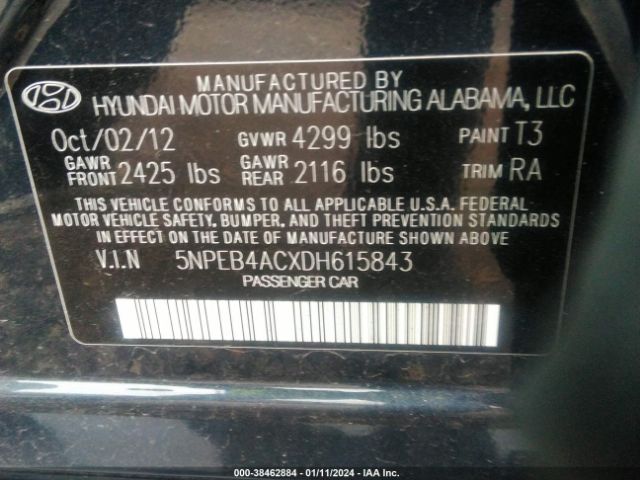 MANUFACTURED BY
HYUNDAI MOTOR MANUFACTURING ALABAMA, LLC
Oct/02/12 GVWR 4299 lbs PAINT T3
GAWR FRONT 2425 lbs GAWR REAR 2116 lbs TRIM RA
THIS VEHICLE CONFORMS TO ALL APPLICABLE U.S.A. FEDERAL
MOTOR VEHICLE SAFETY, BUMPER, AND THEFT PREVENTION STANDARDS
IN EFFECT ON THE DATE OF MANUFACTURE SHOWN ABOVE.
V.I.N 5NPEB4ACXDH615843
PASSENGER CAR
000-38462884 - 01/11/2024 - IAA Inc.